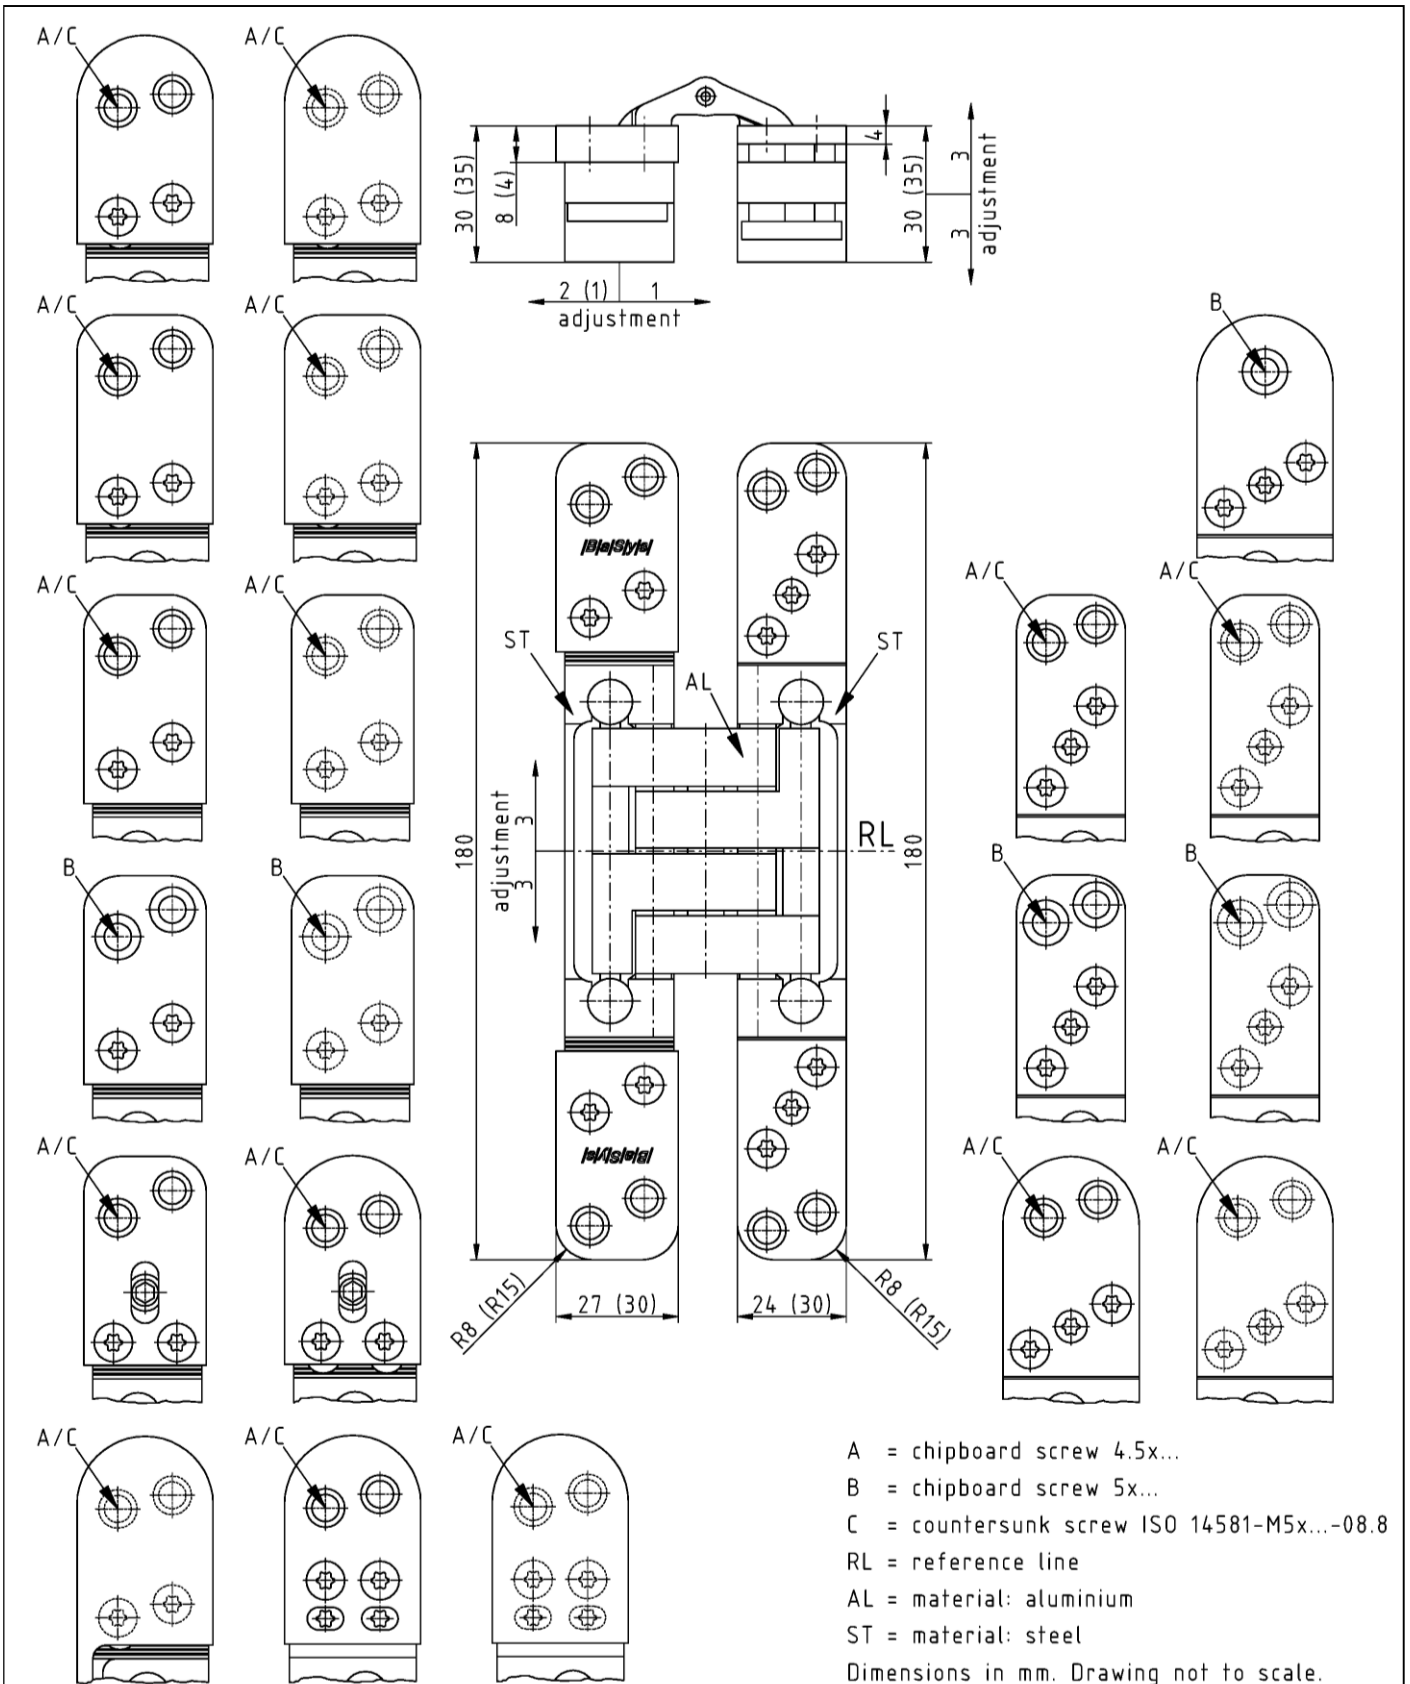 A/C
A/C
30 (35)
8 (4)
4
30 (35)
3
3
adjustment
2 (1)
1
adjustment
A/C
A/C
B
180
180
|B|a|S|y|s|
A/C
A/C
A/C
A/C
ST
ST
AL
adjustment
3
3
RL
B
B
B
B
A/C
A/C
A/C
A/C
|B|a|S|y|s|
R8 (R15)
27 (30)
24 (30)
R8 (R15)
A/C
A/C
A/C
A = chipboard screw 4.5x...
B = chipboard screw 5x...
C = countersunk screw ISO 14581-M5x...-08.8
RL = reference line
AL = material: aluminium
ST = material: steel
Dimensions in mm. Drawing not to scale.